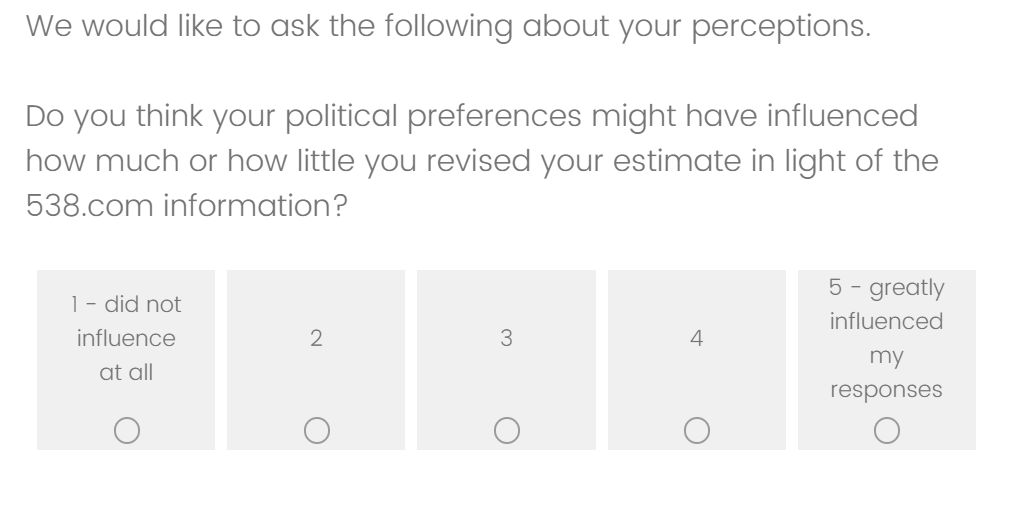 We would like to ask the following about your perceptions.
Do you think your political preferences might have influenced
how much or how little you revised your estimate in light of the
538.com information?
1 - did not
influence
at all
2
3
4
5 - greatly
influenced
my
responses